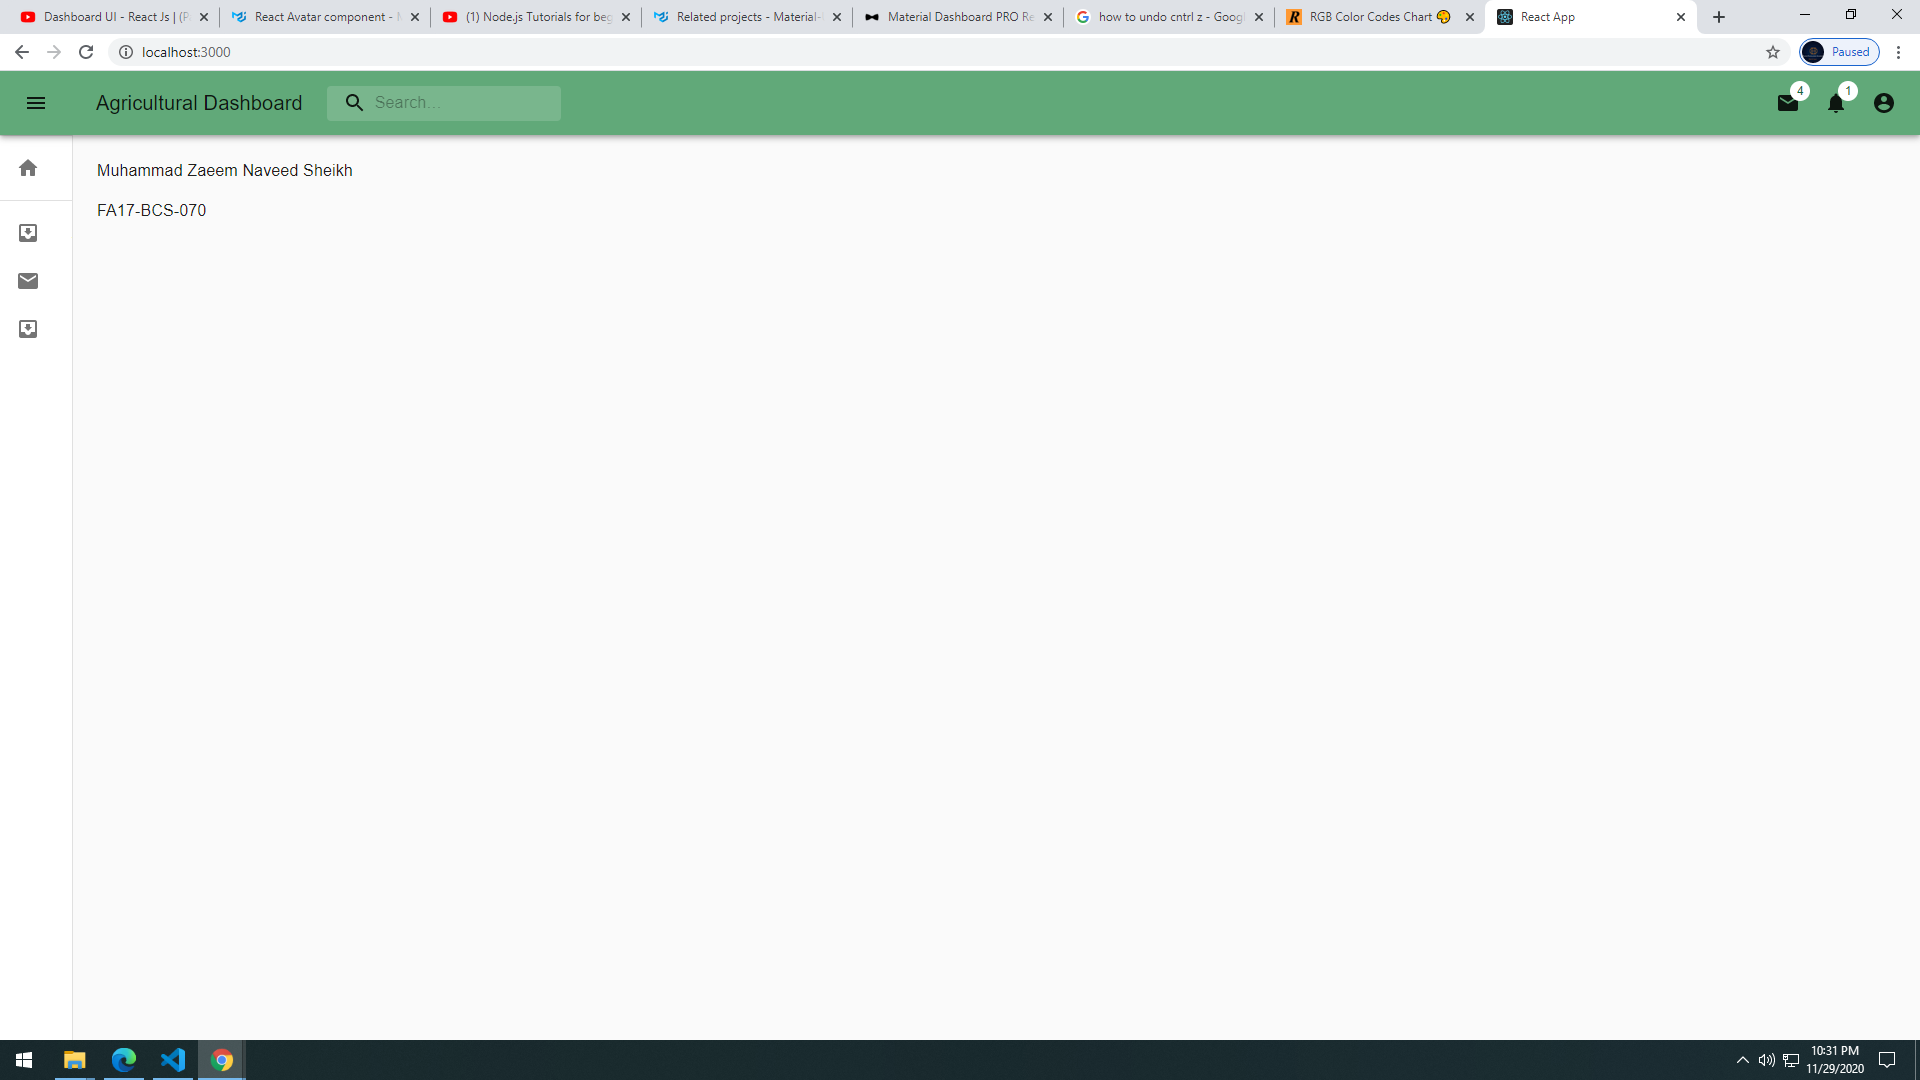 Dashboard UI - React Js | (P
React Avatar component -
(1) Node.js Tutorials for beg
Related projects - Material-
Material Dashboard PRO Re
how to undo cntrl z - Goog
RGB Color Codes Chart 🎨
React App
localhost:3000
Paused
Agricultural Dashboard
Search…
4
1
Muhammad Zaeem Naveed Sheikh
FA17-BCS-070
10:31 PM
11/29/2020